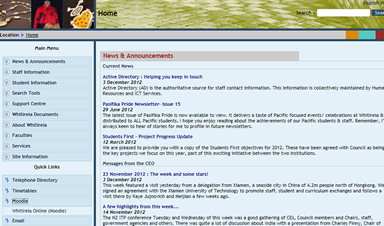 English
Home
Search :
Location > Home
Main Menu
News & Announcements
Staff Information
Student Information
Search Tools
Support Centre
Whitireia Documents
About Whitireia
Faculties
Services
Site Information
Quick Links
Telephone Directory
Timetables
Moodle
Whitireia Online (Moodle)
Email
News & Announcements
Current News
Active Directory : Helping you keep in touch
3 December 2012
Active Directory (AD) is the authoritative source for staff contact information. This information is collectively maintained by Human
Resources and ICT Services.
Pasifika Pride Newsletter- Issue 15
29 June 2012
The latest issue of Pasifika Pride is now available to view. It delivers a taste of Pacific focused events/ celebrations at Whitireia &
distributed to ALL Pacific students. I hope you enjoy reading about the achievements of our Pacific students & staff. Remember, I'
always keen to hear of stories for me to profile in future newsletters.
Students First - Project Progress Update
12 March 2012
We are pleased to provide you with a copy of the Students First objectives for 2012. These have been agreed with Council as being
the key projects we focus on this year, part of this exciting initiative between the two institutions.
Messages from the CEO
23 November 2012 : The week and some stars!
3 December 2012
This week featured a visit yesterday from a delegation from Xiamen, a seaside city in China of 4.2m people north of Hongkong. We
signed an agreement with the Xiamen University of Technology to promote staff, student and curriculum exchanges and follows a
visit there by Kaye Jujnovich and Meijian a few weeks ago.
A few highlights from this week...
14 November 2012
The NZ ITP conference Tuesday and Wednesday of this week was a good gathering of CEs, Council members and Chairs, staff,
government agencies and others. There was quite a lot of discussion about India with a presentation from Charles Finny, Chair of